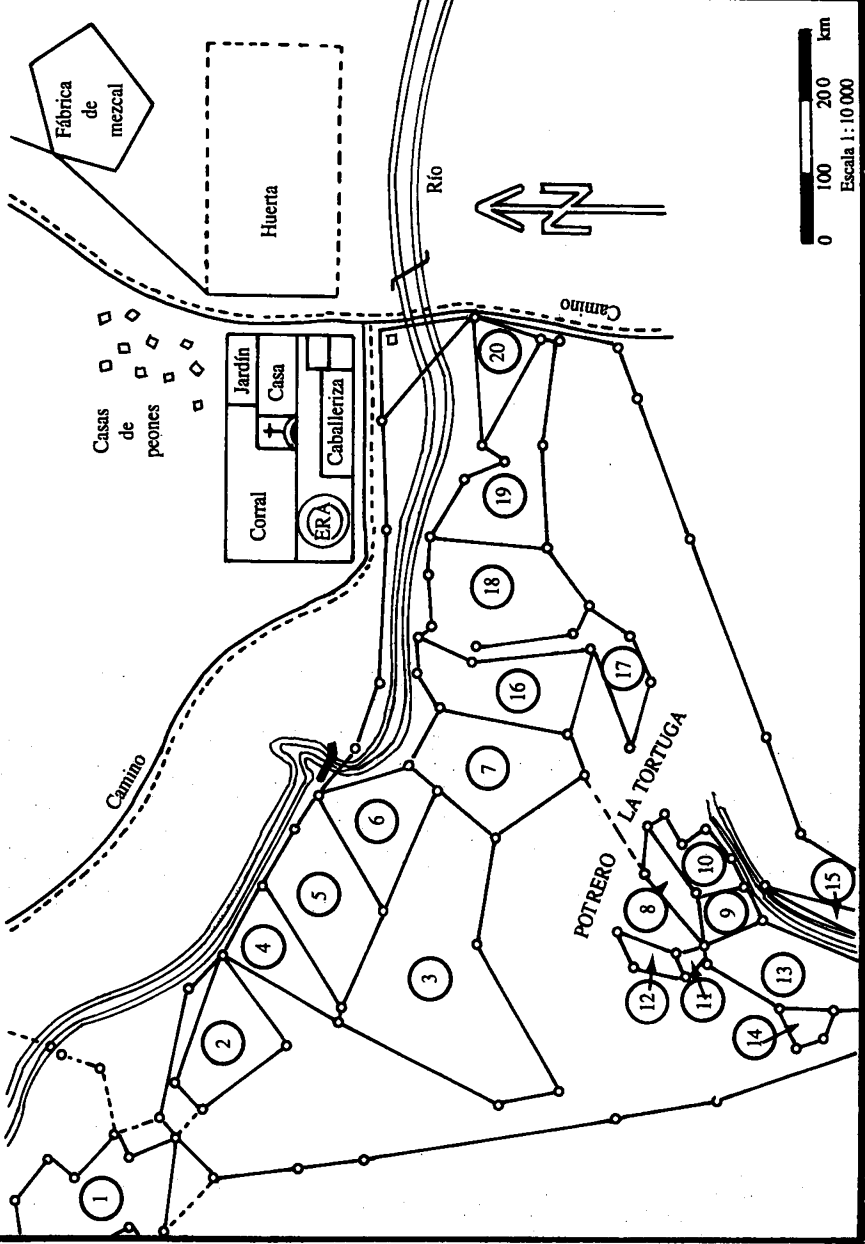 Fábrica
de
mezcal
Huerta
Río
N
0 100 200 km
Escala 1: 10 000
Casas
de
peones
Jardín
Casa
Corral
Caballeriza
ERA
Camino
Camino
20
19
18
17
16
7
6
5
4
3
2
1
POTRERO LA TORTUGA
8
10
9
12
11
13
14
15